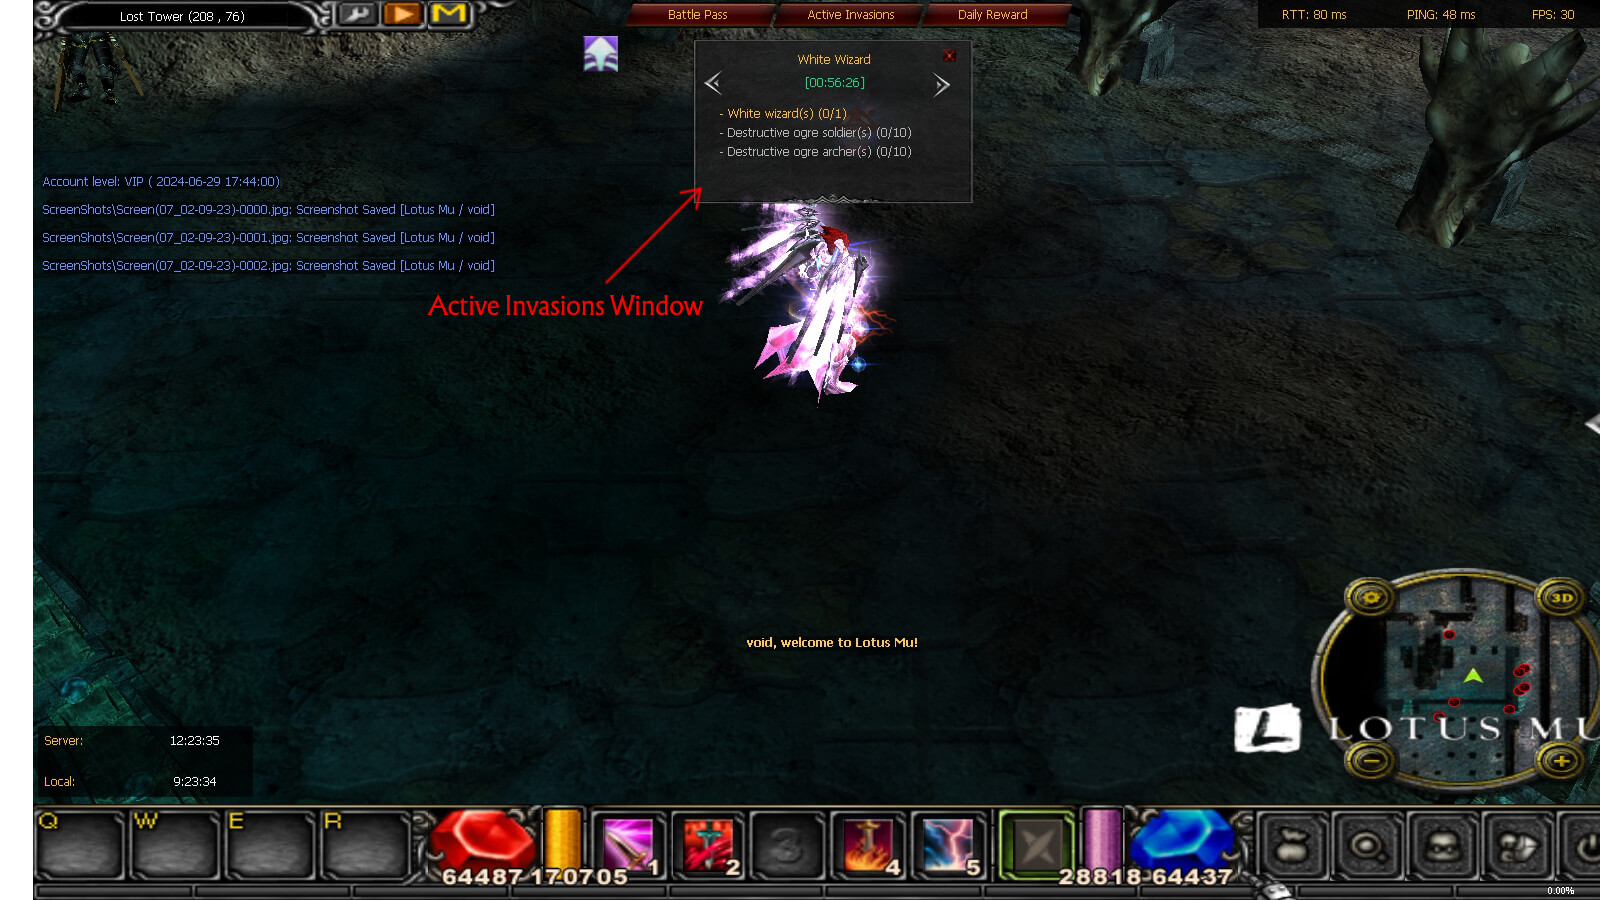 Lost Tower (208 , 76)
M
Battle Pass
Active Invasions
Daily Reward
RTT: 80 ms
PING: 48 ms
FPS: 30
White Wizard
[00:56:26]
- White wizard(s) (0/1)
- Destructive ogre soldier(s) (0/10)
- Destructive ogre archer(s) (0/10)
Account level: VIP ( 2024-06-29 17:44:00)
ScreenShots\Screen(07_02-09-23)-0000.jpg: Screenshot Saved [Lotus Mu / void]
ScreenShots\Screen(07_02-09-23)-0001.jpg: Screenshot Saved [Lotus Mu / void]
ScreenShots\Screen(07_02-09-23)-0002.jpg: Screenshot Saved [Lotus Mu / void]
Active Invasions Window
void, welcome to Lotus Mu!
3D
L LOTUS MU
Server: 12:23:35
Local: 9:23:34
Q W E R
1 2 3 4 5
64487 170705
28818 64437
0.00%